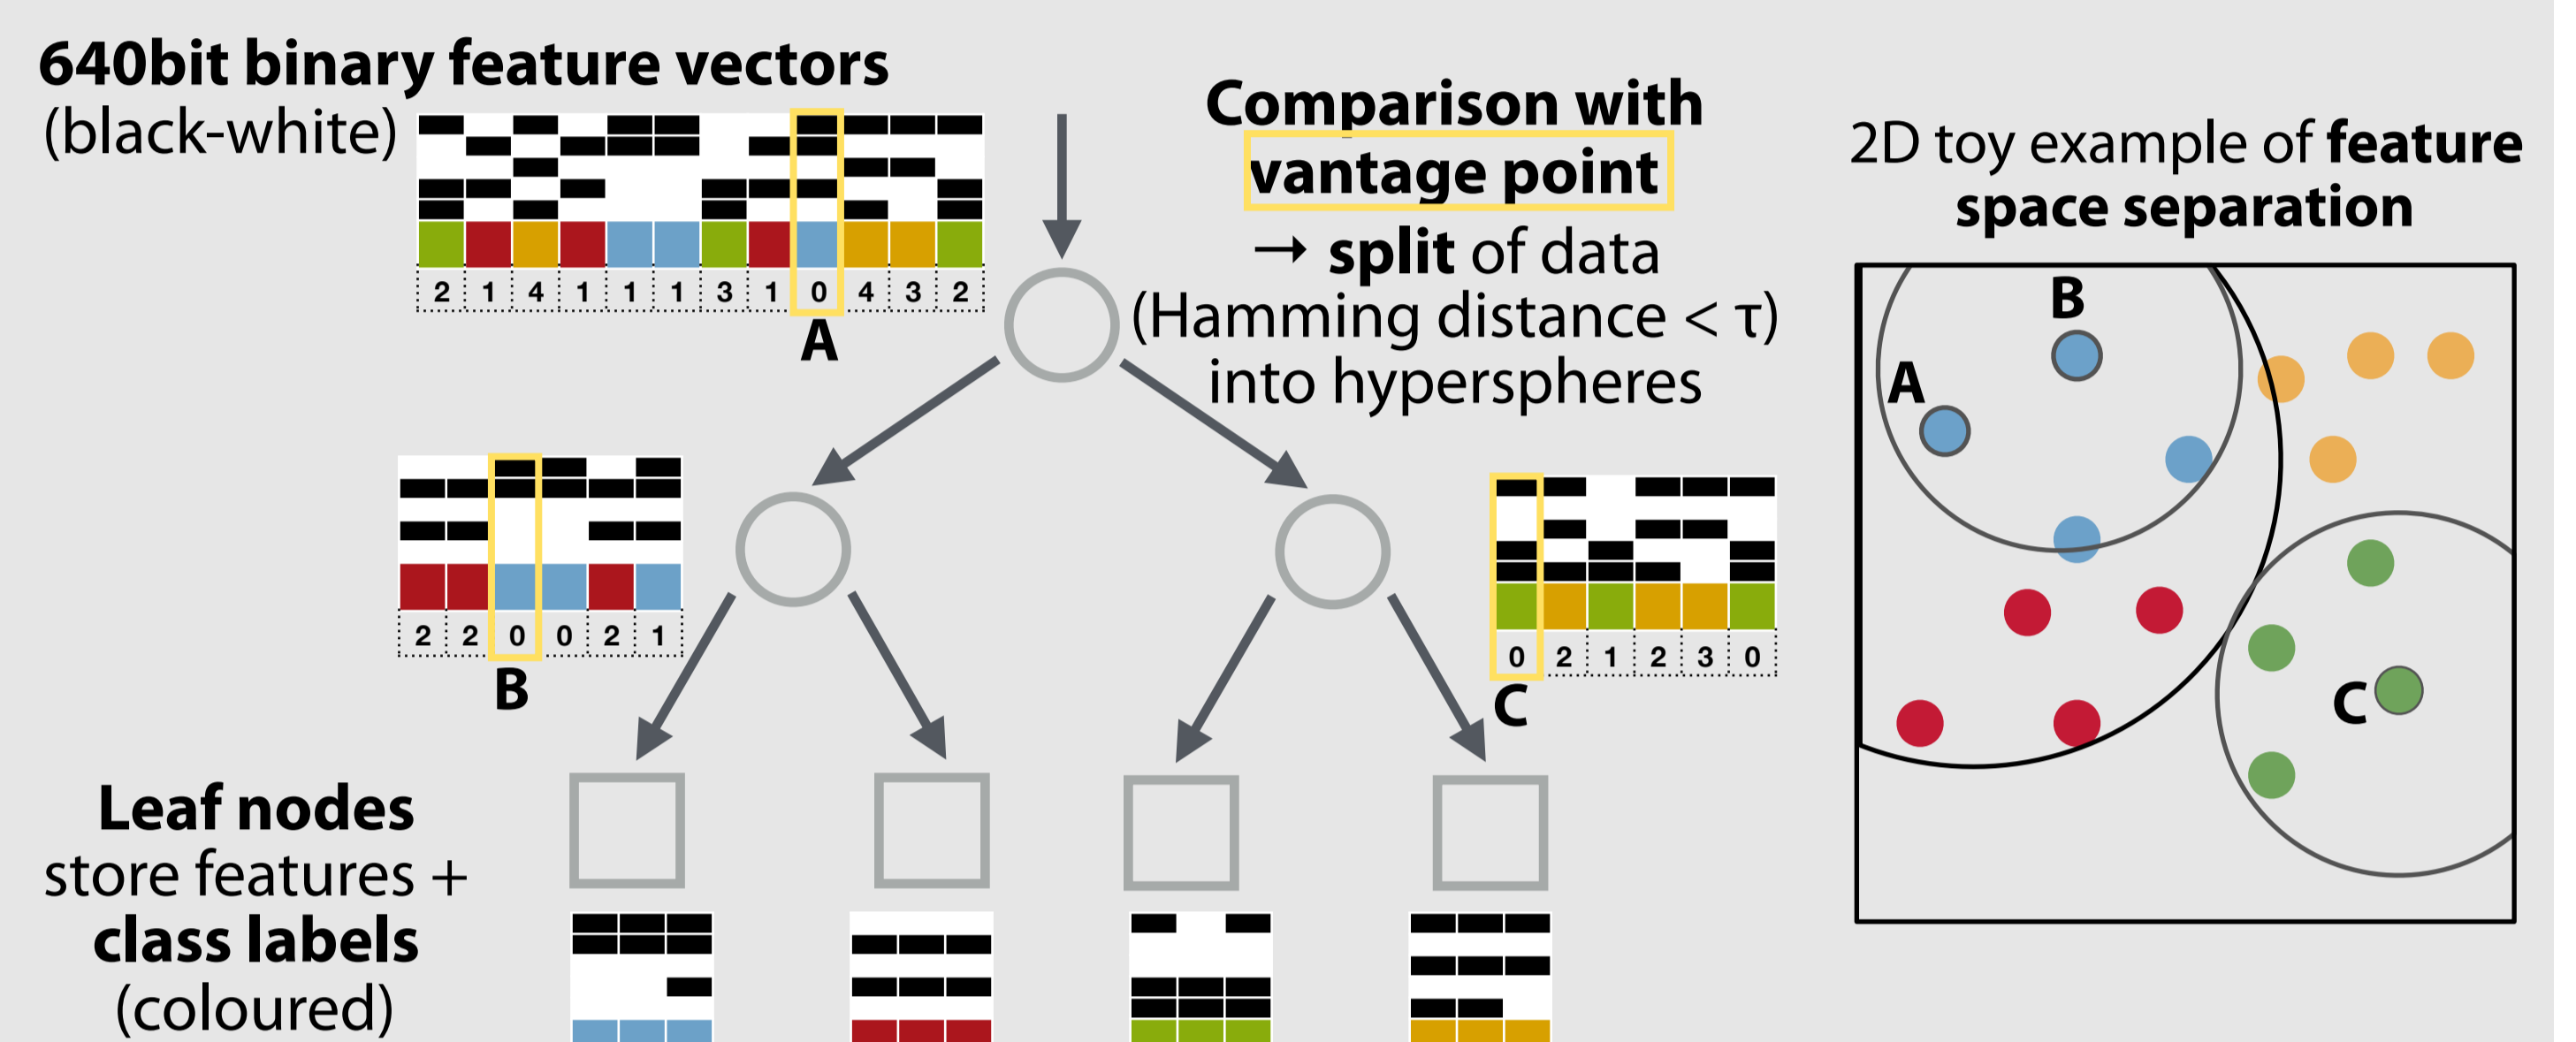 640bit binary feature vectors
(black-white)
2 1 4 1 1 1 3 1 0 4 3 2
A
Comparison with
vantage point
→ split of data
(Hamming distance < τ)
into hyperspheres
2D toy example of feature
space separation
B
A
C
2 2 0 0 2 1
B
0 2 1 2 3 0
C
Leaf nodes
store features +
class labels
(coloured)